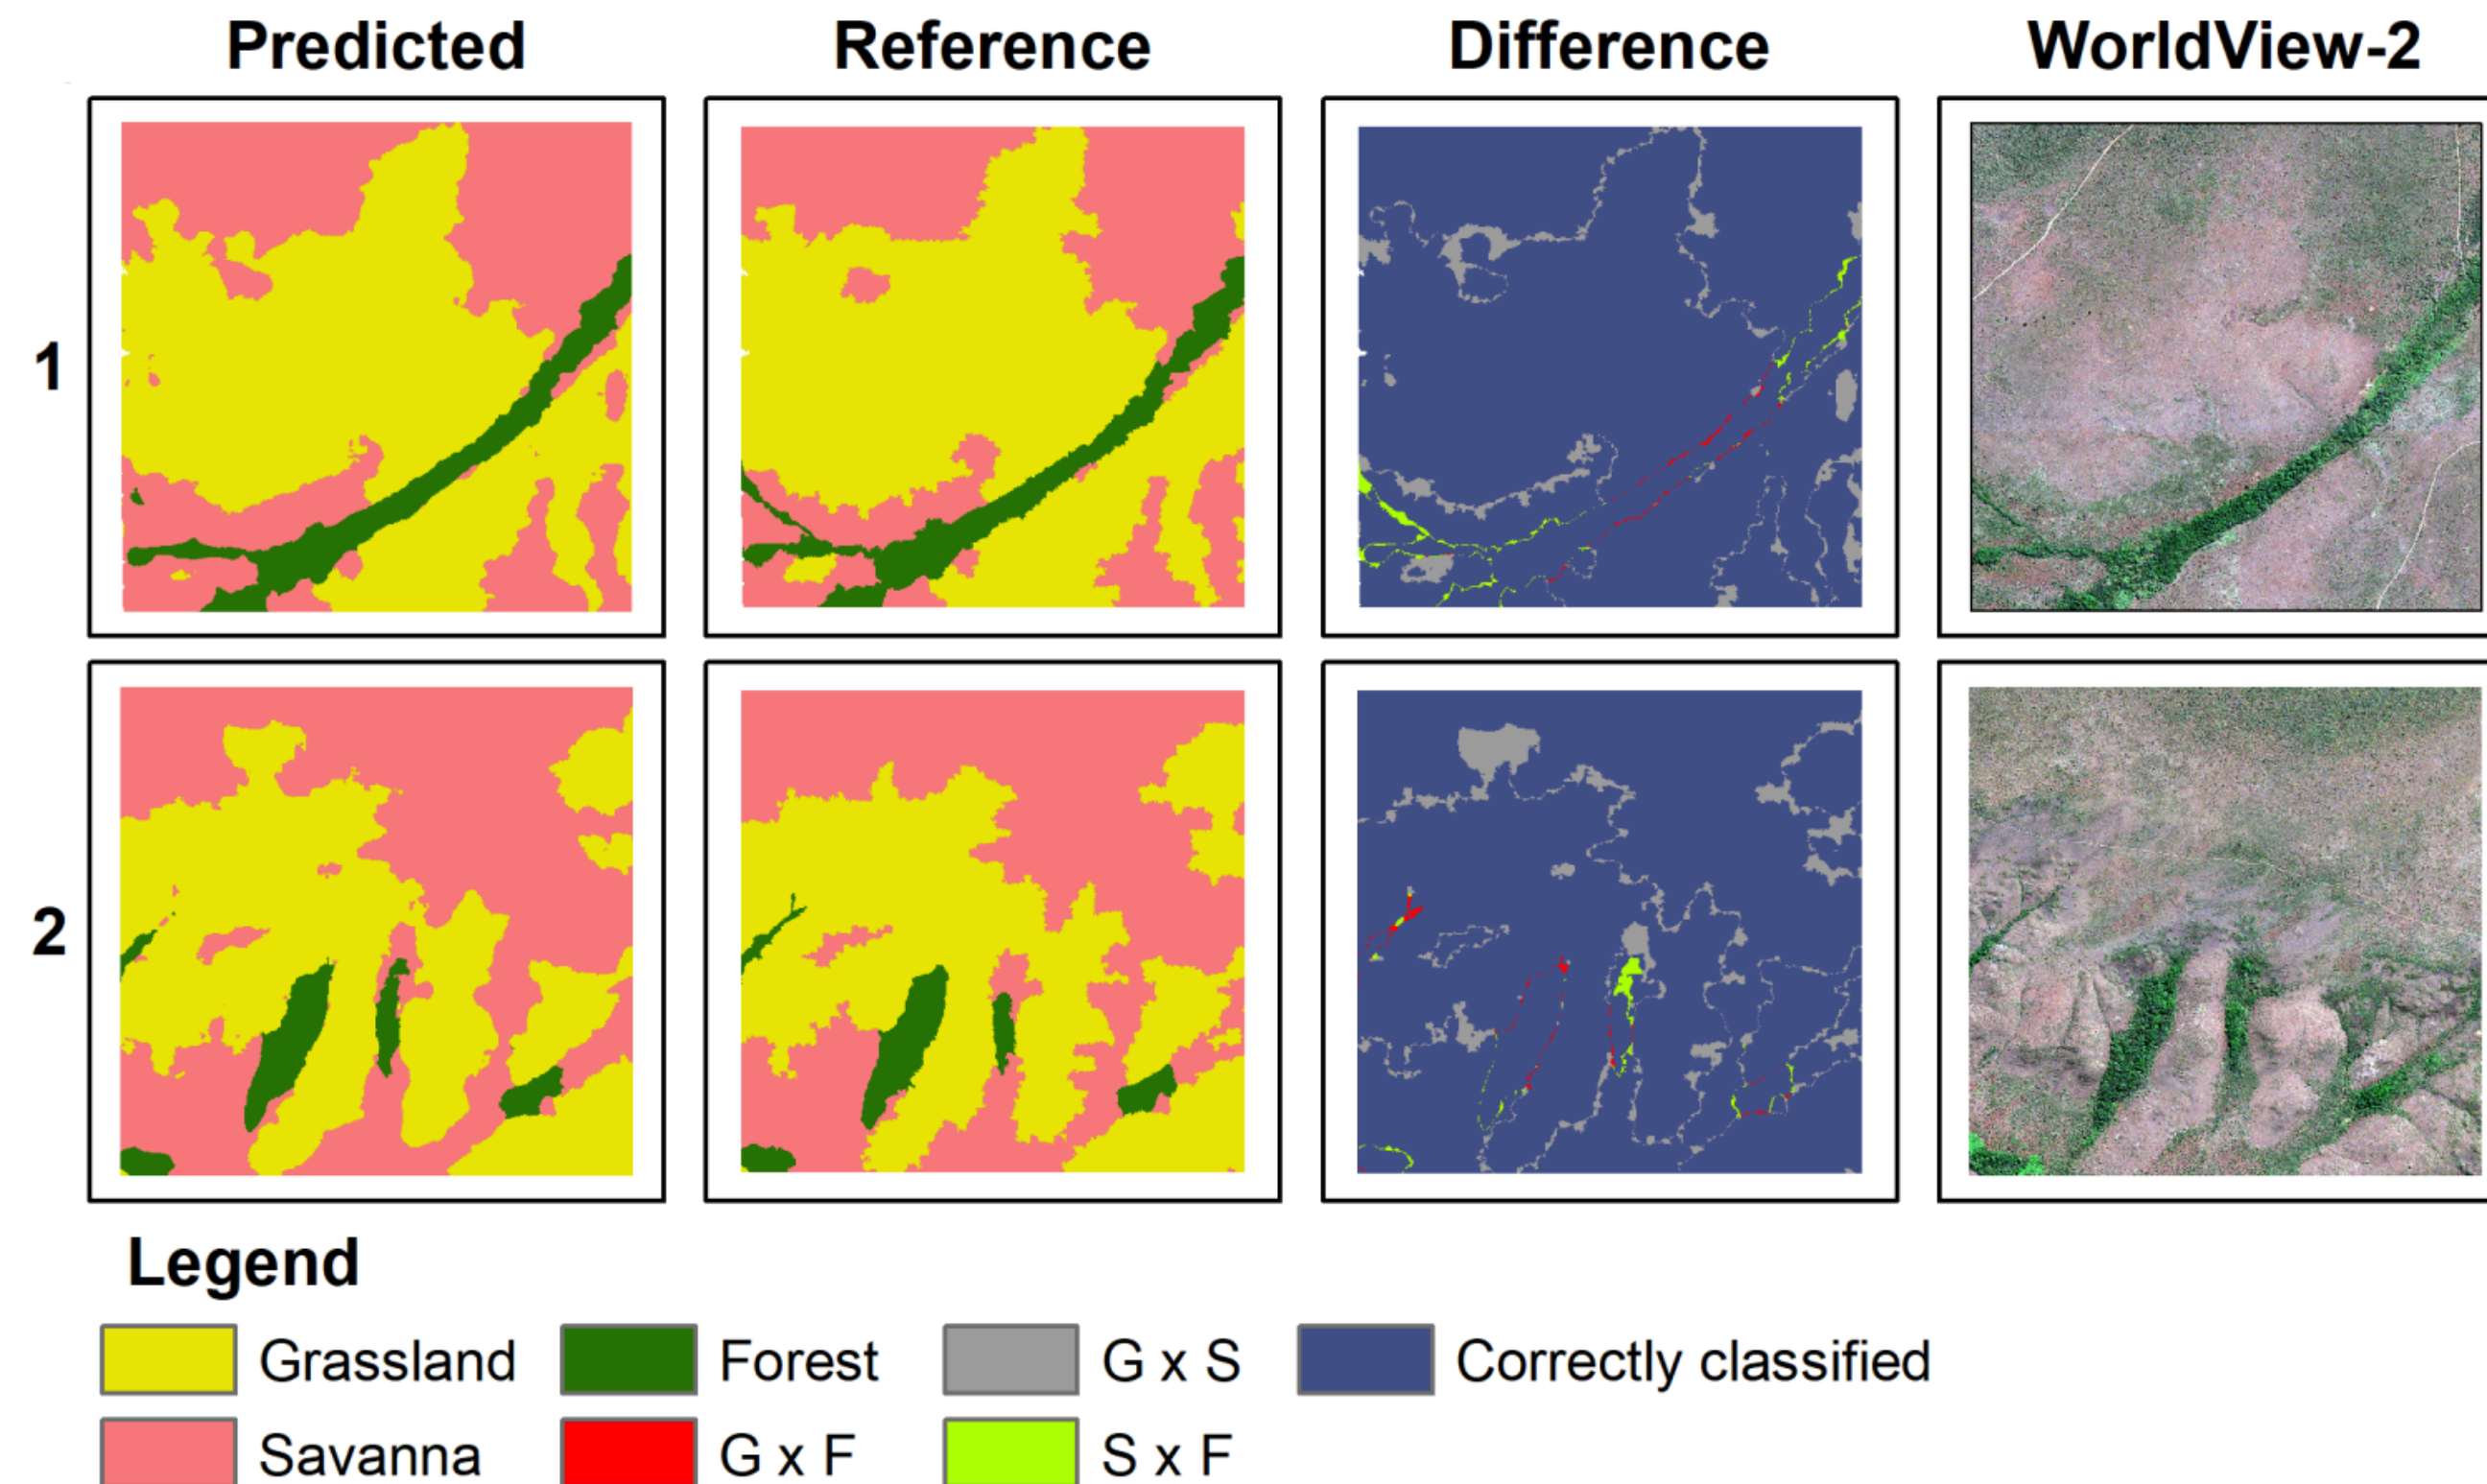 Predicted Reference Difference WorldView-2
1
2
Legend
Grassland Forest G x S Correctly classified
Savanna G x F S x F